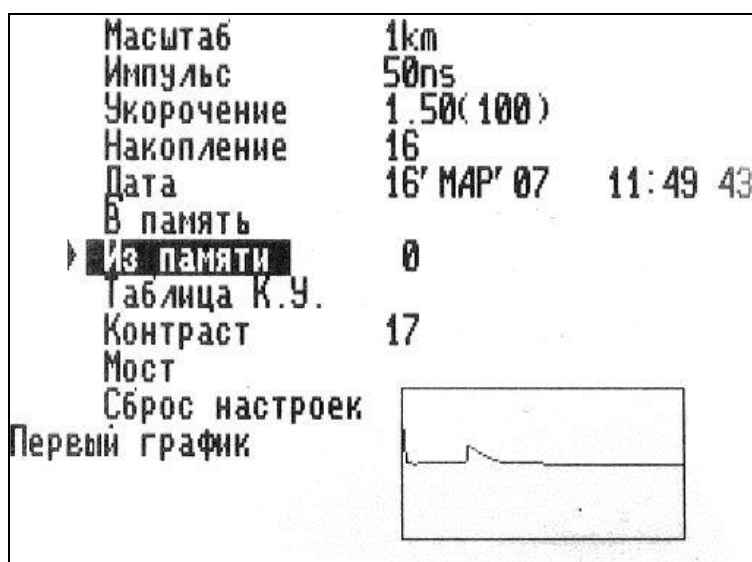 Масштаб 1km
Импульс 50ns
Укорочение 1.50(100)
Накопление 16
Дата 16' МАР' 07 11:49 43
В память
Из памяти 0
Таблица К.У.
Контраст 17
Мост
Сброс настроек
Первый график